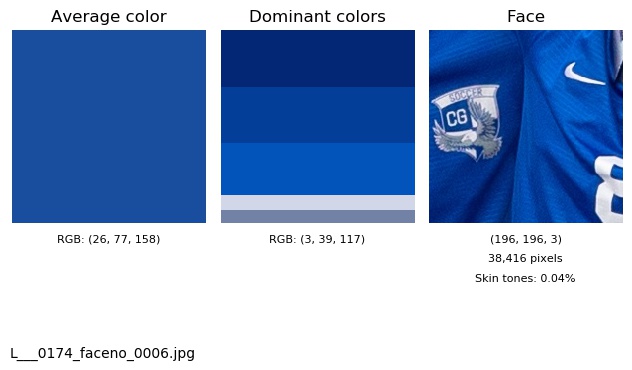 Average color
Dominant colors
Face
SOCCER
CG
8
RGB: (26, 77, 158)
RGB: (3, 39, 117)
(196, 196, 3)
38,416 pixels
Skin tones: 0.04%
L___0174_faceno_0006.jpg